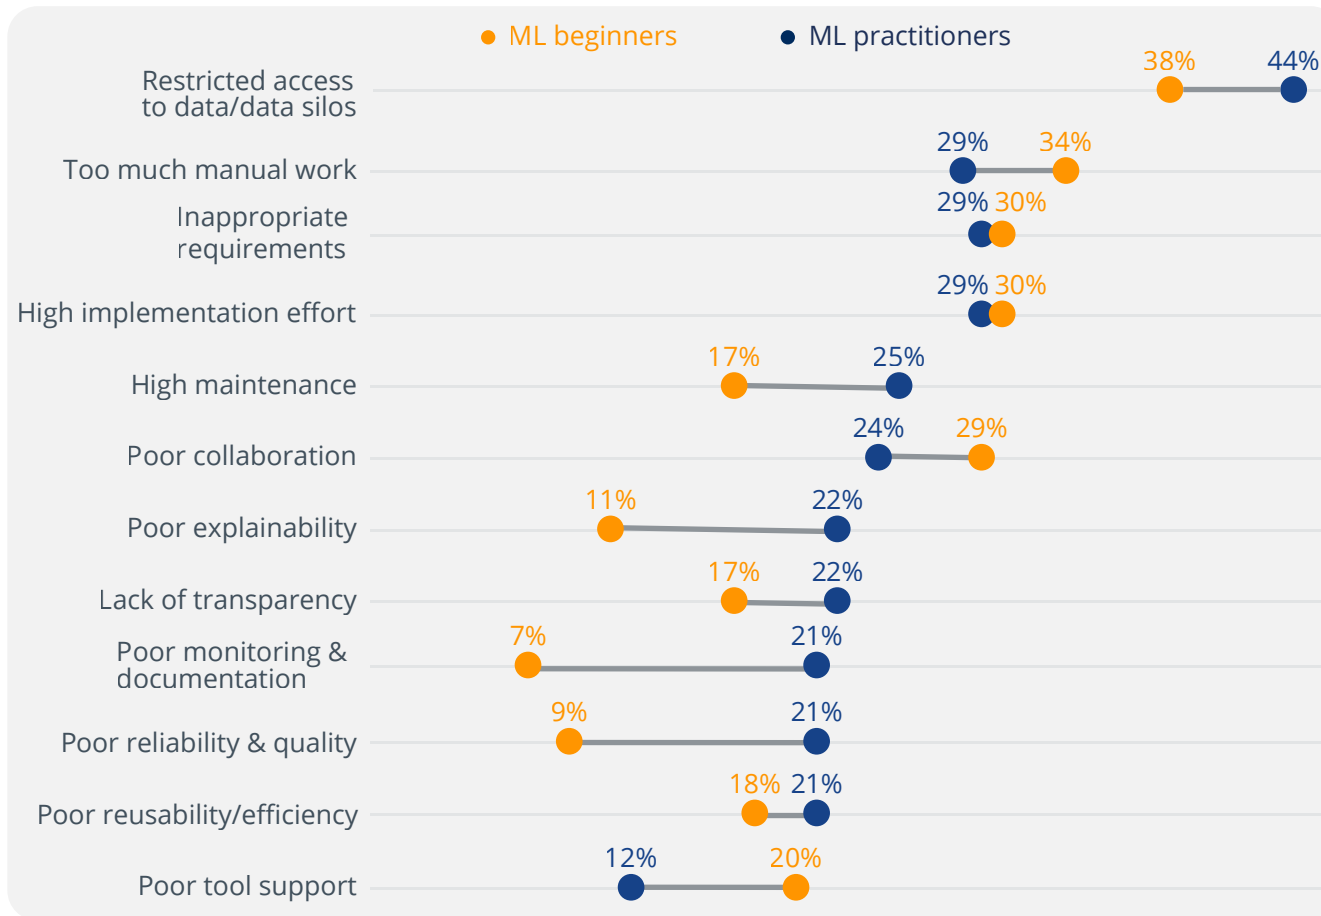 ML beginners ML practitioners
38% 44%
Restricted access
to data/data silos
29% 34%
Too much manual work
29% 30%
Inappropriate
requirements
29% 30%
High implementation effort
17% 25%
High maintenance
24% 29%
Poor collaboration
11% 22%
Poor explainability
17% 22%
Lack of transparency
7% 21%
Poor monitoring &
documentation
9% 21%
Poor reliability & quality
18% 21%
Poor reusability/efficiency
12% 20%
Poor tool support